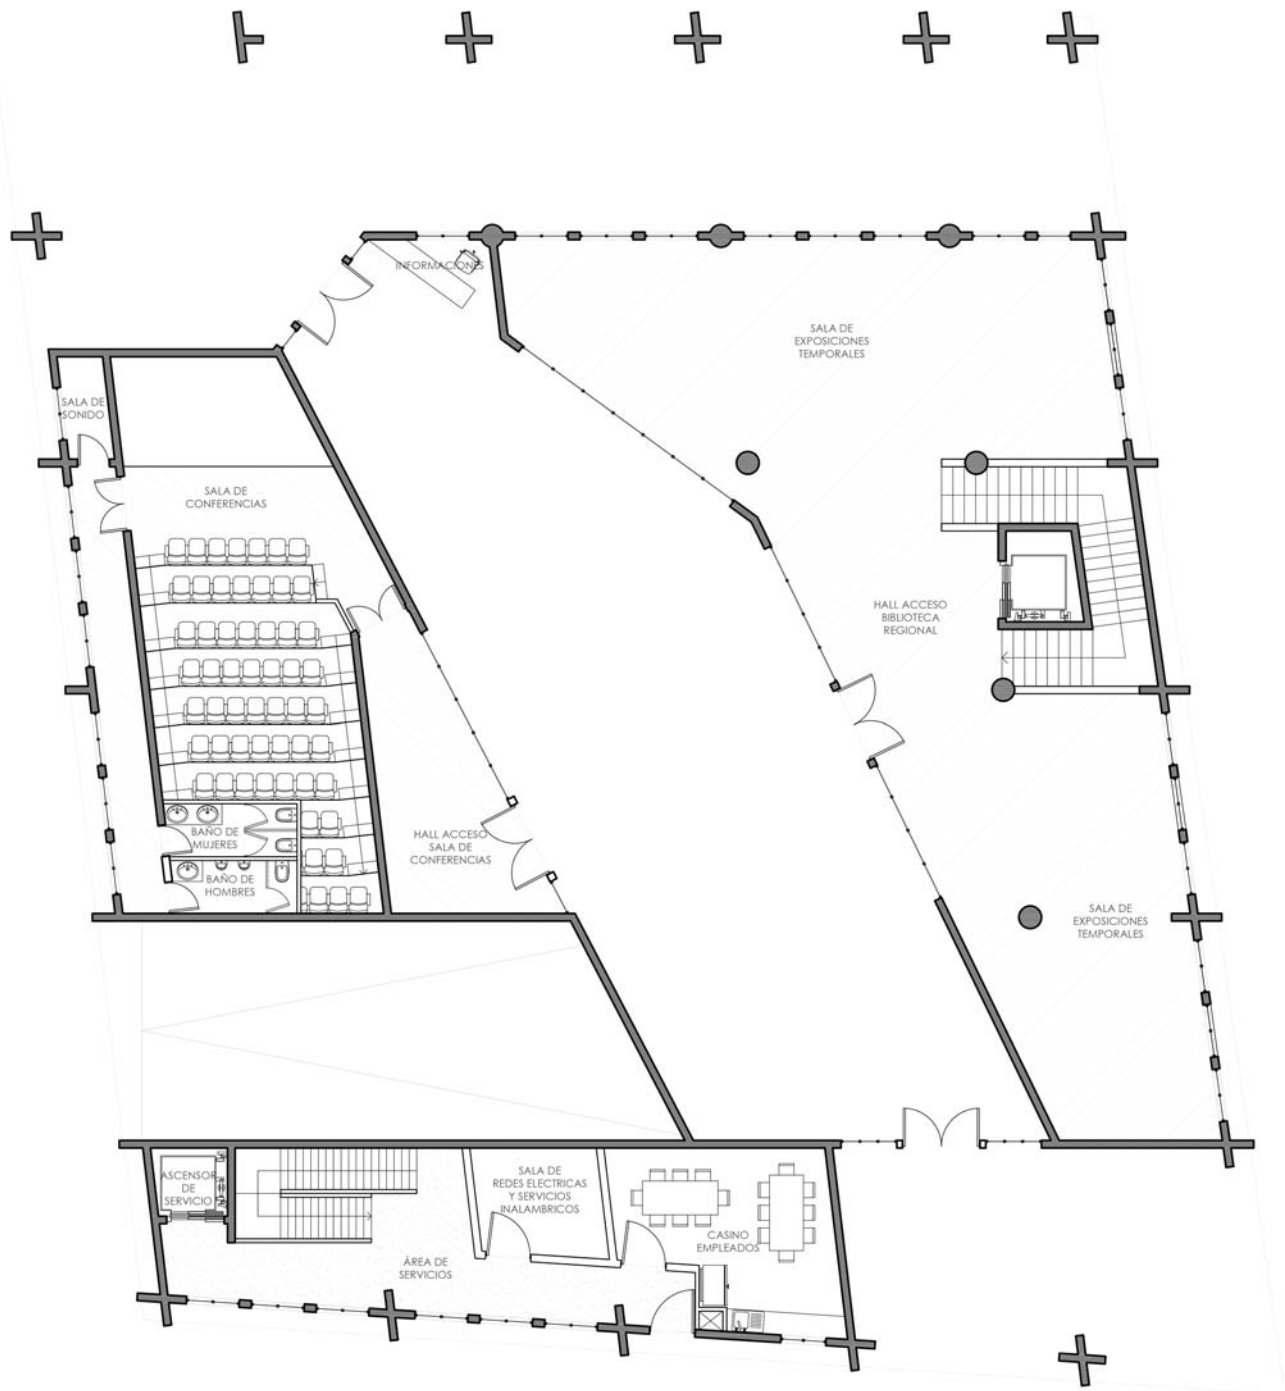 INFORMACIONES
SALA DE
EXPOSICIONES
TEMPORALES
SALA DE
SONIDO
SALA DE
CONFERENCIAS
HALL ACCESO
BIBLIOTECA
REGIONAL
HALL ACCESO
SALA DE
CONFERENCIAS
BAÑO DE
MUJERES
BAÑO DE
HOMBRES
SALA DE
EXPOSICIONES
TEMPORALES
ASCENSOR
DE
SERVICIO
SALA DE
REDES ELECTRICAS
Y SERVICIOS
INALAMBRICOS
CASINO
EMPLEADOS
ÁREA DE
SERVICIOS